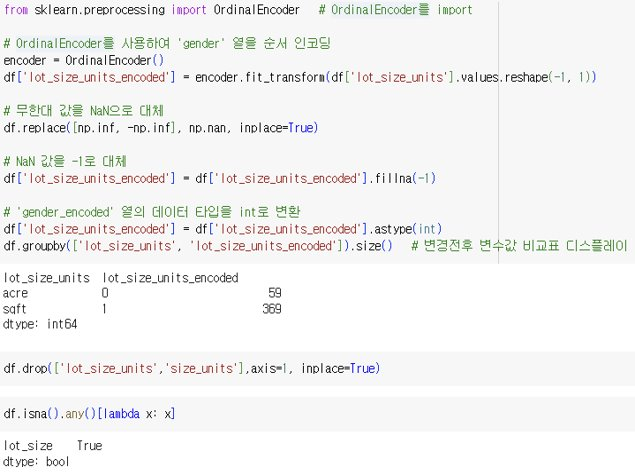 from sklearn.preprocessing import OrdinalEncoder   # OrdinalEncoder를 import
# OrdinalEncoder를 사용하여 'gender' 열을 순서 인코딩
encoder = OrdinalEncoder()
df['lot_size_units_encoded'] = encoder.fit_transform(df['lot_size_units'].values.reshape(-1, 1))
# 무한대 값을 NaN으로 대체
df.replace([np.inf, -np.inf], np.nan, inplace=True)
# NaN 값을 -1로 대체
df['lot_size_units_encoded'] = df['lot_size_units_encoded'].fillna(-1)
# 'gender_encoded' 열의 데이터 타입을 int로 변환
df['lot_size_units_encoded'] = df['lot_size_units_encoded'].astype(int)
df.groupby(['lot_size_units', 'lot_size_units_encoded']).size()   # 변경전후 변수값 비교표 디스플레이
lot_size_units  lot_size_units_encoded
acre            0                          59
sqft            1                         369
dtype: int64
df.drop(['lot_size_units','size_units'],axis=1, inplace=True)
df.isna().any()[lambda x: x]
lot_size    True
dtype: bool